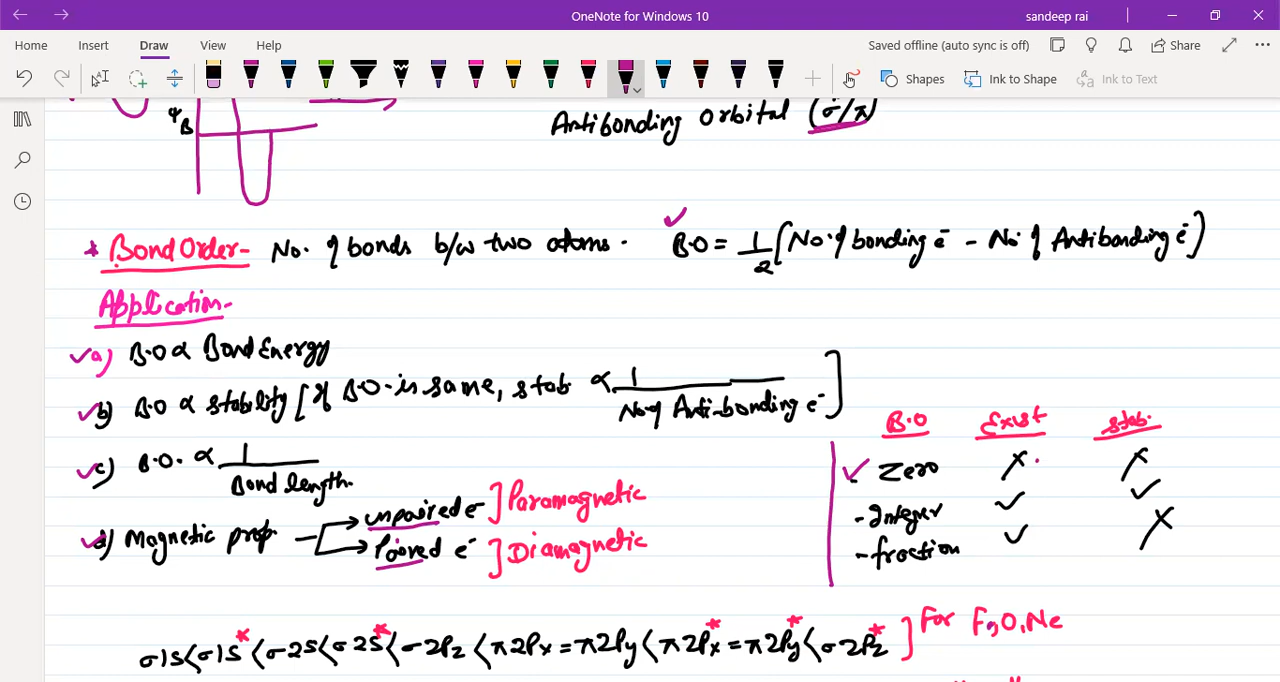 OneNote for Windows 10
sandeep rai
Home Insert Draw View Help
Saved offline (auto sync is off)
Share
Shapes
Ink to Shape
Ink to Text
ψB
Antibonding Orbital (σ/π)
* Bond Order- No. of bonds b/w two atoms. B.O = 1/2 (No. of bonding e⁻ - No. of Antibonding e⁻)
Application-
a) B.O ∝ Bond Energy
b) B.O ∝ stability [If B.O. is same, stab ∝ 1/No. of Anti-bonding e⁻]
c) B.O. ∝ 1/Bond length.
d) Magnetic prop. → unpaired e⁻ ] Paramagnetic
→ Paired e⁻ ] Diamagnetic
B.O Exist Stab.
✓ Zero ✗ ✗
- Integer ✓ ✓
- fraction ✓ ✗
σ1s < σ1s* < σ2s < σ2s* < σ2Pz < π2Px = π2Py < π2Px* = π2Py* < σ2Pz* ] For F, O, Ne